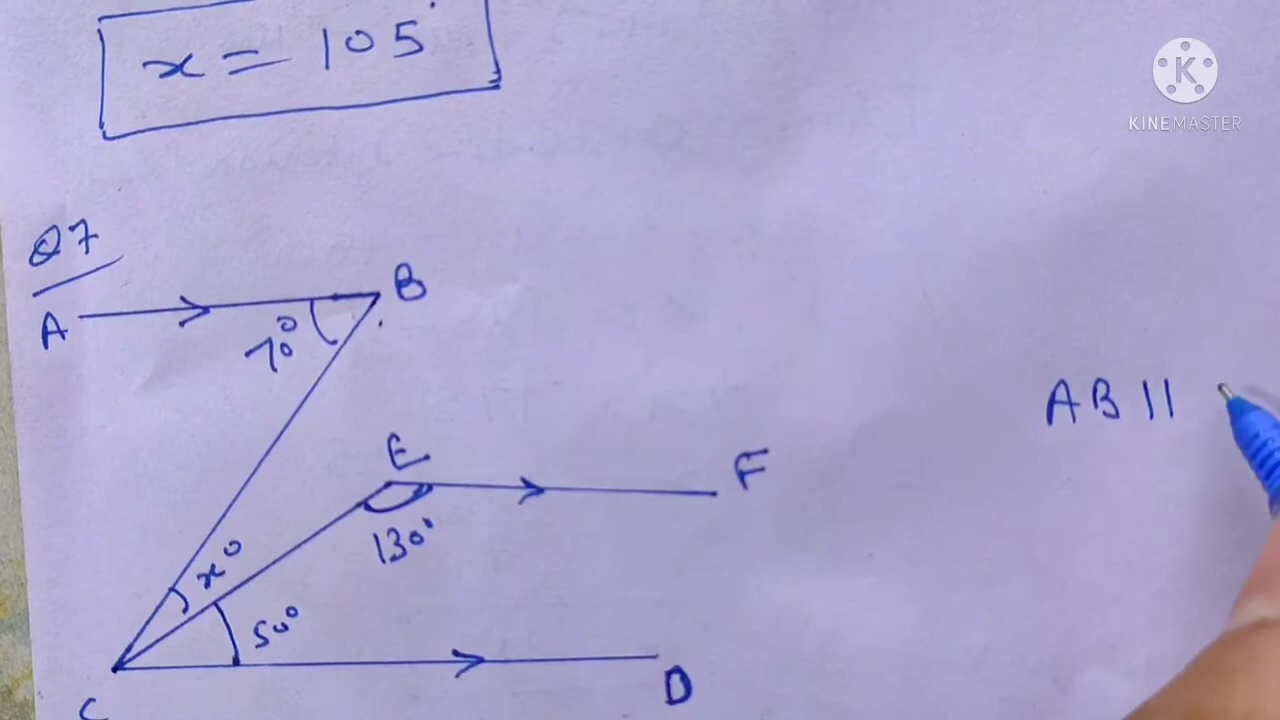 x = 105°
KINEMASTER
Q7
A
B
70°
AB ||
E
F
130°
x°
50°
C
D